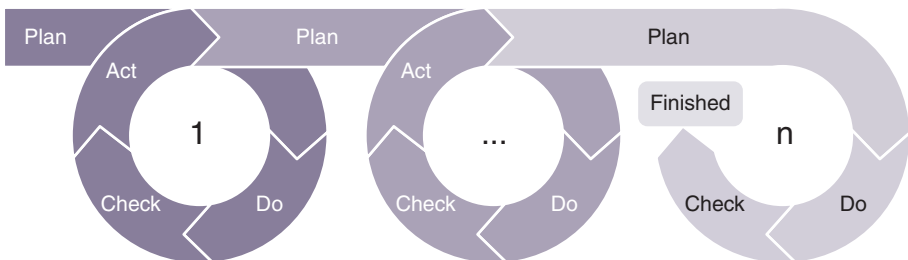 Plan
Plan
Plan
Act
Act
Finished
1
...
n
Check
Do
Check
Do
Check
Do